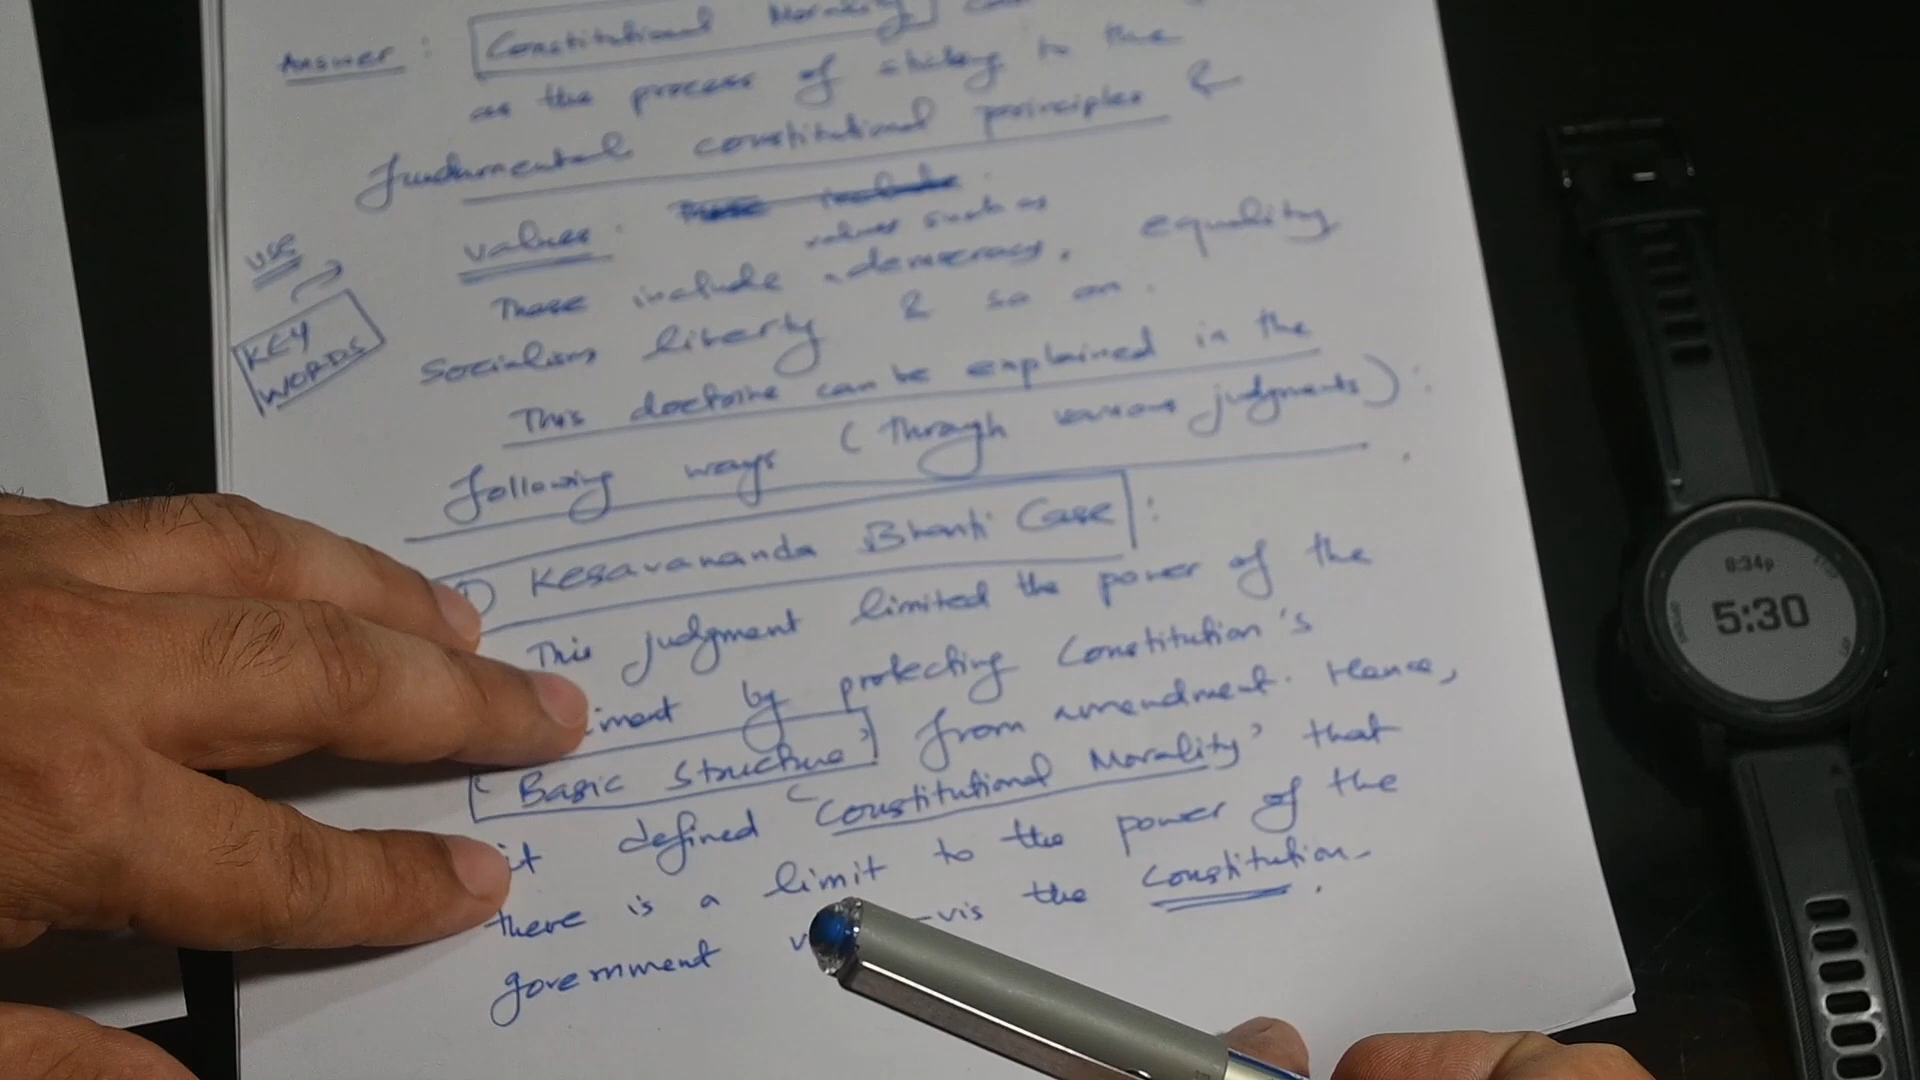 Answer : Constitutional Morality
as the process of sticking to the
fundamental constitutional principles &
values.
values such as
These include democracy, equality
Socialism liberty & so on.
USE
KEY
WORDS
This doctrine can be explained in the
following ways (through various judgments) :
① Kesavananda Bharti Case :
This judgment limited the power of the
by protecting Constitution's
'Basic Structure' from amendment. Hence,
it defined 'Constitutional Morality' that
there is a limit to the power of the
government -vis the Constitution.
8:34p
5:30